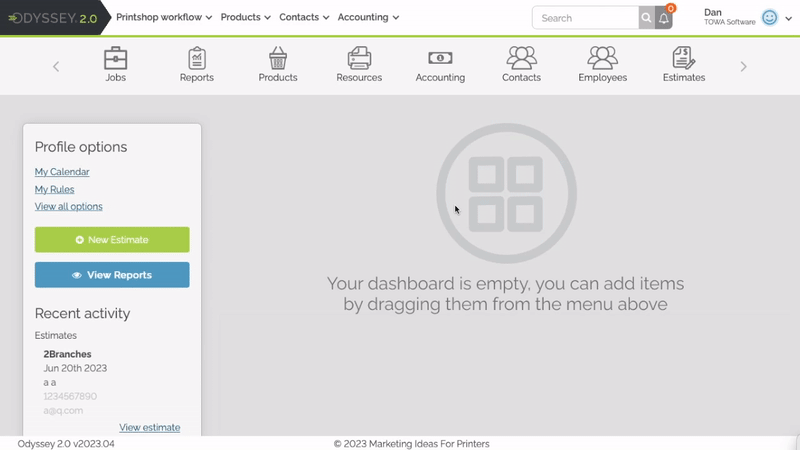 ODYSSEY. 2.0
Printshop workflow
Products
Contacts
Accounting
Search
0
Dan
TOWA Software
Jobs
Reports
Products
Resources
Accounting
Contacts
Employees
Estimates
Profile options
My Calendar
My Rules
View all options
New Estimate
View Reports
Recent activity
Estimates
2Branches
Jun 20th 2023
a a
1234567890
a@q.com
View estimate
Your dashboard is empty, you can add items
by dragging them from the menu above
Odyssey 2.0 v2023.04
© 2023 Marketing Ideas For Printers